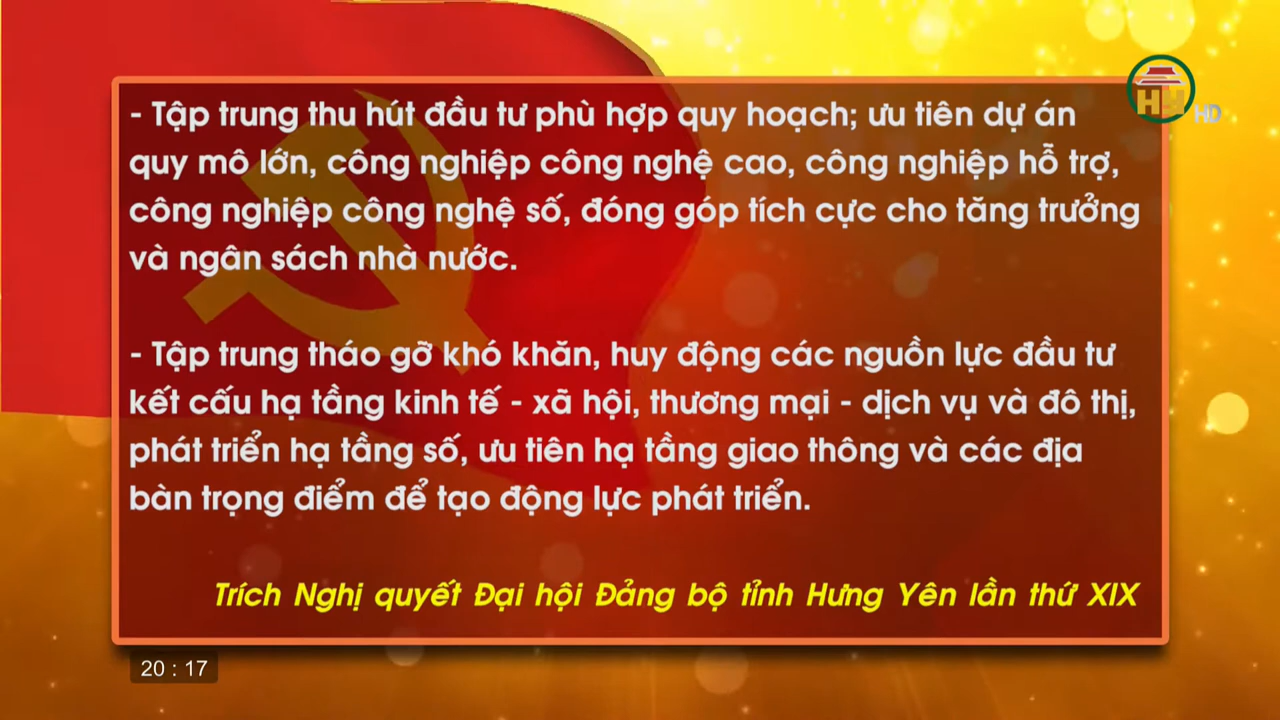 HY HD
- Tập trung thu hút đầu tư phù hợp quy hoạch; ưu tiên dự án
quy mô lớn, công nghiệp công nghệ cao, công nghiệp hỗ trợ,
công nghiệp công nghệ số, đóng góp tích cực cho tăng trưởng
và ngân sách nhà nước.
- Tập trung tháo gỡ khó khăn, huy động các nguồn lực đầu tư
kết cấu hạ tầng kinh tế - xã hội, thương mại - dịch vụ và đô thị,
phát triển hạ tầng số, ưu tiên hạ tầng giao thông và các địa
bàn trọng điểm để tạo động lực phát triển.
Trích Nghị quyết Đại hội Đảng bộ tỉnh Hưng Yên lần thứ XIX
20 : 17